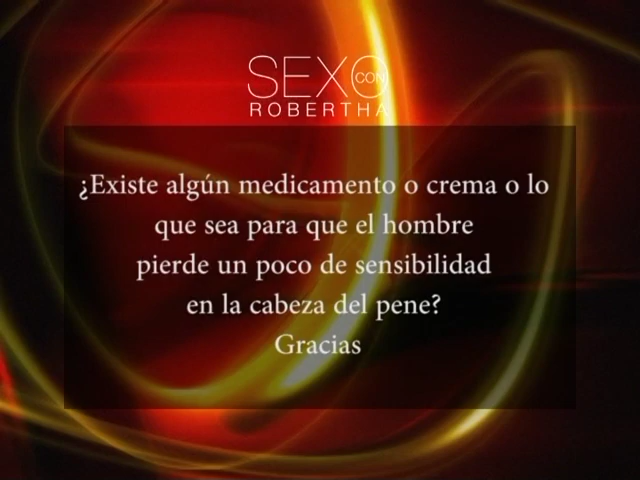 SEXO
CON
ROBERTHA
¿Existe algún medicamento o crema o lo
que sea para que el hombre
pierde un poco de sensibilidad
en la cabeza del pene?
Gracias